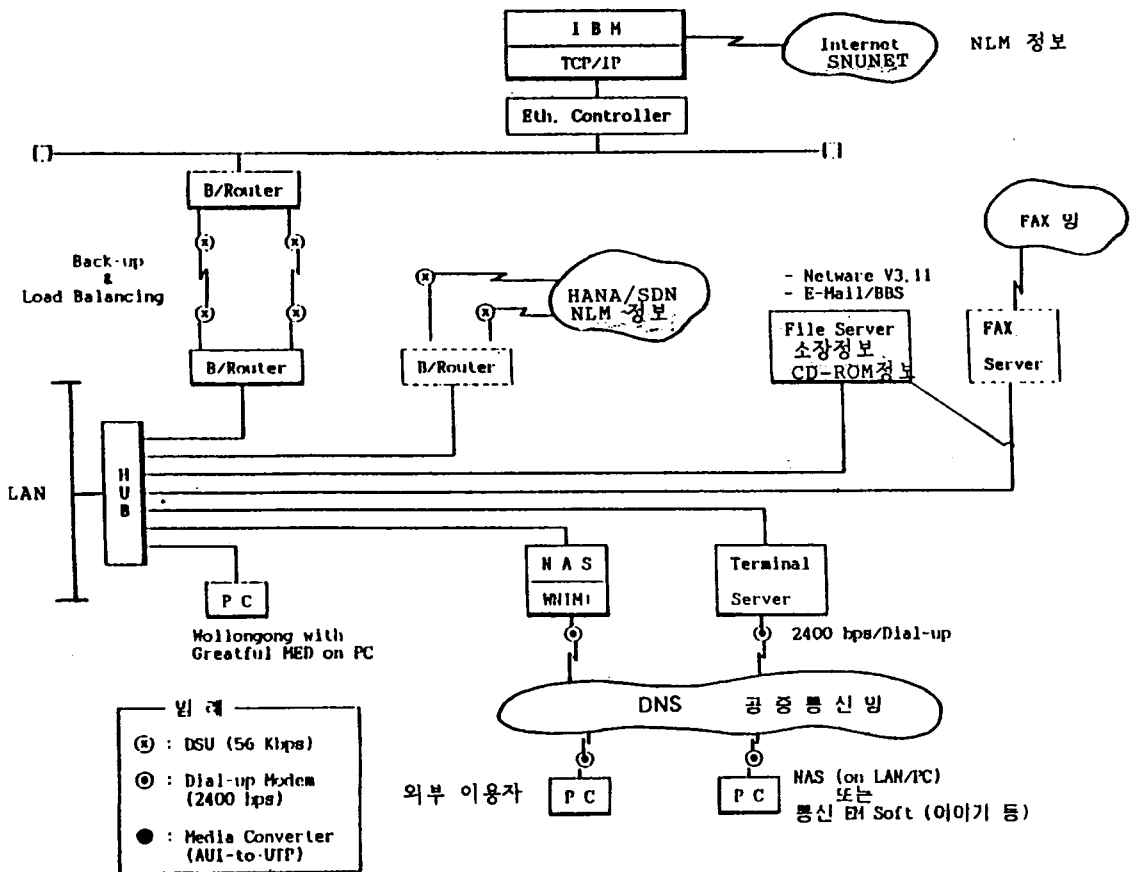 I B M
TCP/IP
Internet
SNUNET
NLM 정보
Eth. Controller
B/Router
FAX 망
Back-up
&
Load Balancing
HANA/SDN
NLM 정보
- Netware V3.11
- E-Mail/BBS
File Server
소장정보
CD-ROM정보
FAX
Server
B/Router
B/Router
LAN
HUB
P C
Wollongong with
Greatful MED on PC
N A S
Terminal
Server
2400 bps/Dial-up
DNS 공중통신망
범 례
: DSU (56 Kbps)
: Dial-up Modem
(2400 bps)
: Media Converter
(AUI-to-UTP)
외부 이용자
P C
P C
NAS (on LAN/PC)
또는
통신 EM Soft (이야기 등)